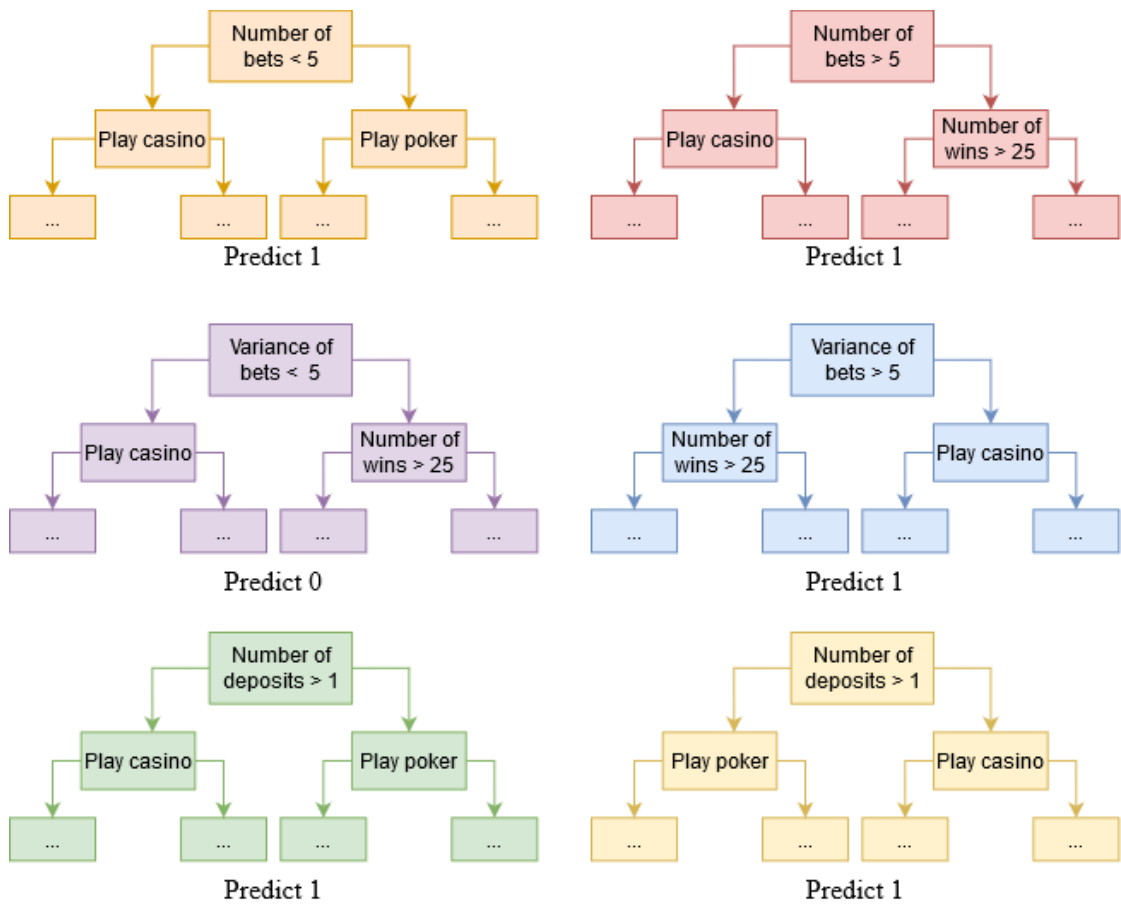 Number of
bets < 5
Play casino
Play poker
...
...
...
...
Predict 1
Number of
bets > 5
Play casino
Number of
wins > 25
...
...
...
...
Predict 1
Variance of
bets < 5
Play casino
Number of
wins > 25
...
...
...
...
Predict 0
Variance of
bets > 5
Number of
wins > 25
Play casino
...
...
...
...
Predict 1
Number of
deposits > 1
Play casino
Play poker
...
...
...
...
Predict 1
Number of
deposits > 1
Play poker
Play casino
...
...
...
...
Predict 1